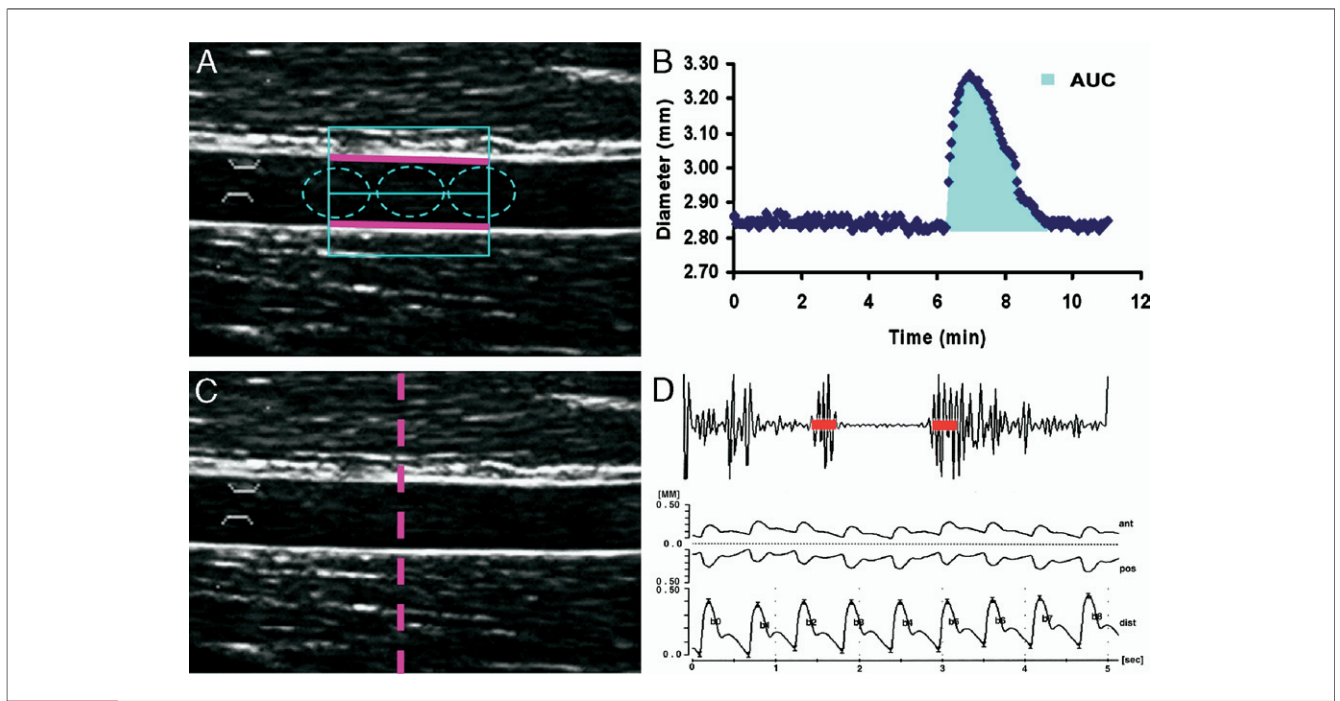 A
B
3.30
3.20
3.10
3.00
2.90
2.80
2.70
Diameter (mm)
AUC
0 2 4 6 8 10 12
Time (min)
C
D
[MM]
0.50
0.0
ant
pos
0.50
0.50
dist
b0 b1 b2 b3 b4 b5 b6 b7 b8
0.0
0 1 2 3 4 5 [sec]